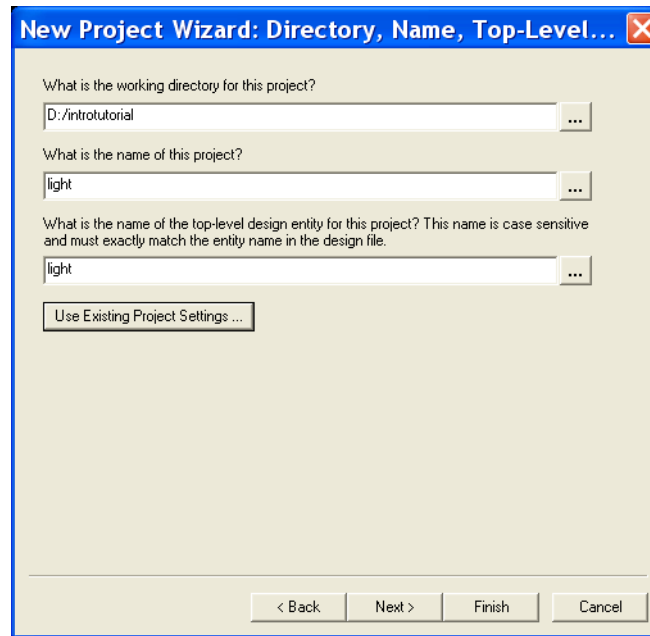 New Project Wizard: Directory, Name, Top-Level...
What is the working directory for this project?
D:/introtutorial
...
What is the name of this project?
light
...
What is the name of the top-level design entity for this project? This name is case sensitive
and must exactly match the entity name in the design file.
light
...
Use Existing Project Settings ...
< Back
Next >
Finish
Cancel